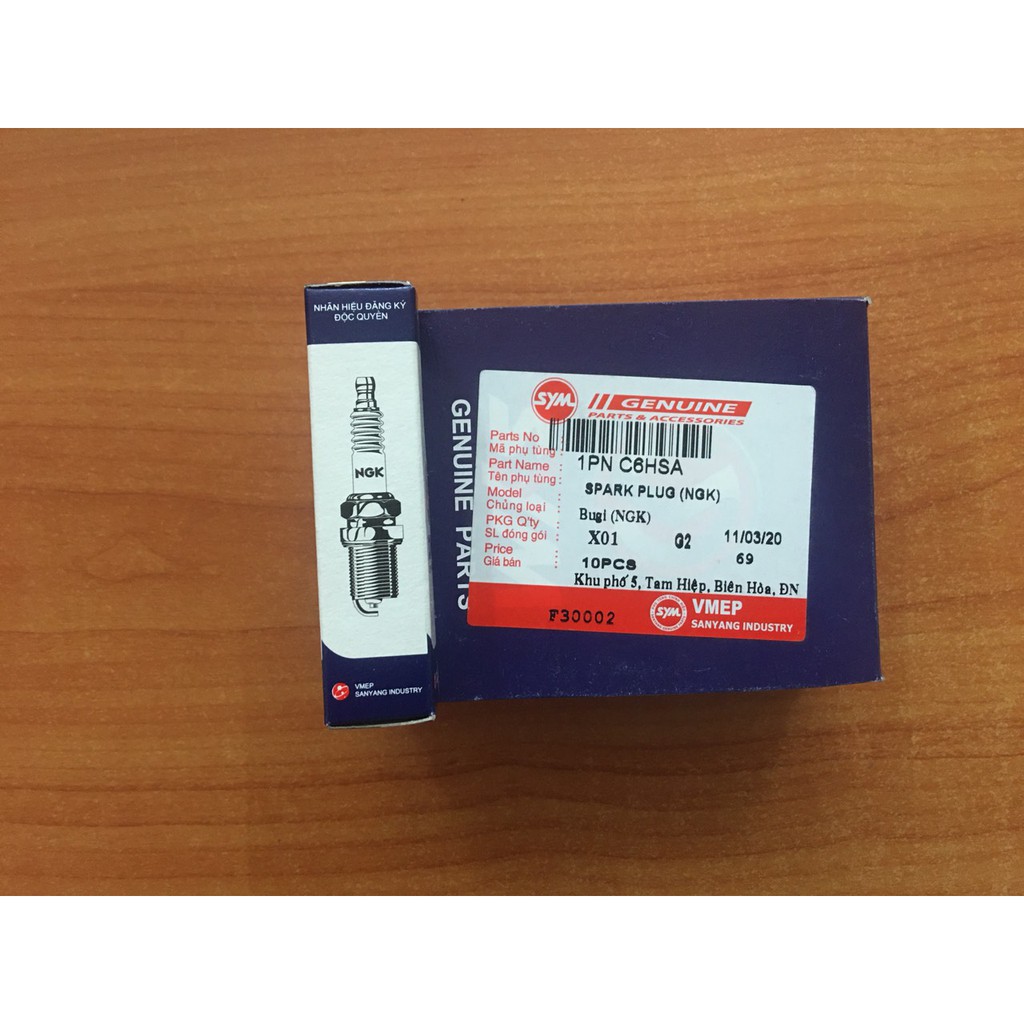 NHÃN HIỆU ĐĂNG KÝ
ĐỘC QUYỀN
NGK
VMEP
SANYANG INDUSTRY
GENUINE PARTS
SYM
GENUINE
PARTS & ACCESSORIES
Parts No
Mã phụ tùng :
1PN C6HSA
Part Name
Tên phụ tùng :
SPARK PLUG (NGK)
Model
Chủng loại :
Bugi (NGK)
PKG Q'ty
SL đóng gói :
X01 G2 11/03/20
Price
Giá bán :
10PCS 69
Khu phố 5, Tam Hiệp, Biên Hòa, ĐN
F30002
SYM
VMEP
SANYANG INDUSTRY